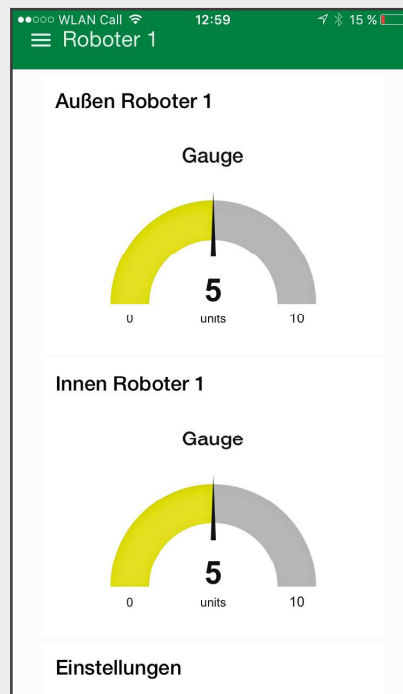 WLAN Call 12:59 15 %
Roboter 1
Außen Roboter 1
Gauge
5
0 units 10
Innen Roboter 1
Gauge
5
0 units 10
Einstellungen